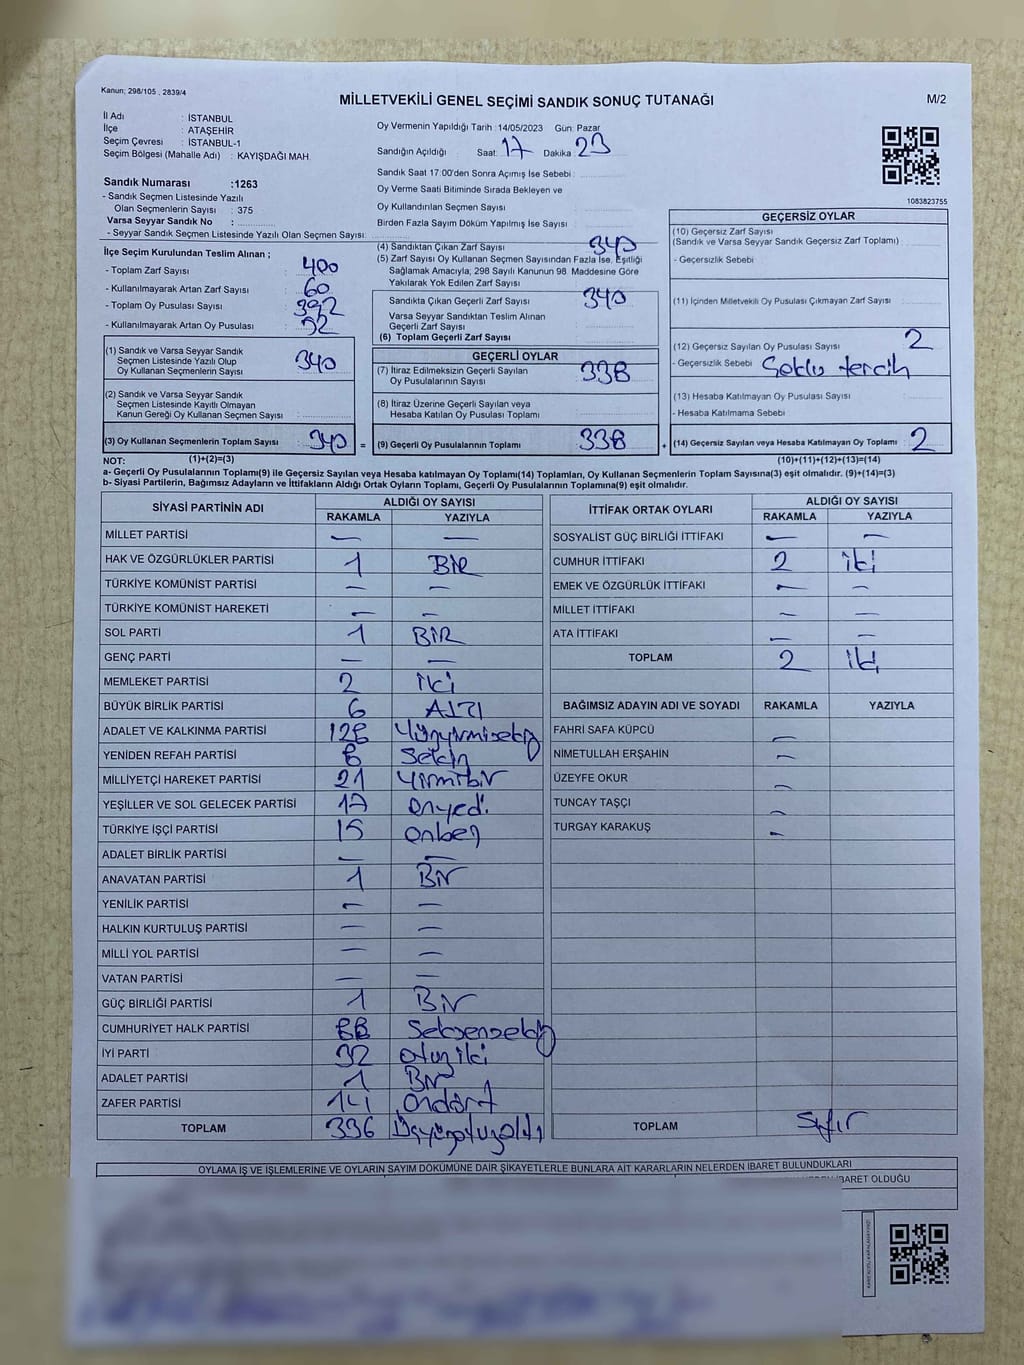 Kanun; 298/105 , 2839/4
MİLLETVEKİLİ GENEL SEÇİMİ SANDIK SONUÇ TUTANAĞI
M/2
İl Adı : İSTANBUL
İlçe : ATAŞEHİR
Seçim Çevresi : İSTANBUL-1
Seçim Bölgesi (Mahalle Adı) : KAYIŞDAĞI MAH.
Sandık Numarası :1263
- Sandık Seçmen Listesinde Yazılı
Olan Seçmenlerin Sayısı : 375
Varsa Seyyar Sandık No :
- Seyyar Sandık Seçmen Listesinde Yazılı Olan Seçmen Sayısı:
Oy Vermenin Yapıldığı Tarih :14/05/2023 Gün: Pazar
Sandığın Açıldığı Saat: 17 Dakika 23
Sandık Saat 17:00'den Sonra Açımış İse Sebebi :
Oy Verme Saati Bitiminde Sırada Bekleyen ve
Oy Kullandırılan Seçmen Sayısı :
Birden Fazla Sayım Döküm Yapılmış İse Sayısı :
1083823755
İlçe Seçim Kurulundan Teslim Alınan ;
- Toplam Zarf Sayısı : 400
- Kullanılmayarak Artan Zarf Sayısı : 60
- Toplam Oy Pusulası Sayısı : 392
- Kullanılmayarak Artan Oy Pusulası :
(1) Sandık ve Varsa Seyyar Sandık
Seçmen Listesinde Yazılı Olup
Oy Kullanan Seçmenlerin Sayısı : 340
(2) Sandık ve Varsa Seyyar Sandık
Seçmen Listesinde Kayıtlı Olmayan
Kanun Gereği Oy Kullanan Seçmen Sayısı :
(3) Oy Kullanan Seçmenlerin Toplam Sayısı : 340 =
(1)+(2)=(3)
(4) Sandıktan Çıkan Zarf Sayısı : 340
(5) Zarf Sayısı Oy Kullanan Seçmen Sayısından Fazla İse, Eşitliği
Sağlamak Amacıyla; 298 Sayılı Kanunun 98. Maddesine Göre
Yakılarak Yok Edilen Zarf Sayısı :
Sandıkta Çıkan Geçerli Zarf Sayısı : 340
Varsa Seyyar Sandıktan Teslim Alınan
Geçerli Zarf Sayısı :
(6) Toplam Geçerli Zarf Sayısı :
GEÇERLİ OYLAR
(7) İtiraz Edilmeksizin Geçerli Sayılan
Oy Pusulalarının Sayısı : 338
(8) İtiraz Üzerine Geçerli Sayılan veya
Hesaba Katılan Oy Pusulası Toplamı :
(9) Geçerli Oy Pusulalarının Toplamı : 338 +
GEÇERSİZ OYLAR
(10) Geçersiz Zarf Sayısı
(Sandık ve Varsa Seyyar Sandık Geçersiz Zarf Toplamı) :
- Geçersizlik Sebebi :
(11) İçinden Milletvekili Oy Pusulası Çıkmayan Zarf Sayısı :
(12) Geçersiz Sayılan Oy Pusulası Sayısı : 2
- Geçersizlik Sebebi : tercih
(13) Hesaba Katılmayan Oy Pusulası Sayısı :
- Hesaba Katılmama Sebebi :
(14) Geçersiz Sayılan veya Hesaba Katılmayan Oy Toplamı : 2
(10)+(11)+(12)+(13)=(14)
NOT:
a- Geçerli Oy Pusulalarının Toplamı(9) ile Geçersiz Sayılan veya Hesaba katılmayan Oy Toplamı(14) Toplamları, Oy Kullanan Seçmenlerin Toplam Sayısına(3) eşit olmalıdır. (9)+(14)=(3)
b- Siyasi Partilerin, Bağımsız Adayların ve İttifakların Aldığı Ortak Oyların Toplamı, Geçerli Oy Pusulalarının Toplamına(9) eşit olmalıdır.
SİYASİ PARTİNİN ADI ALDIĞI OY SAYISI
RAKAMLA YAZIYLA
MİLLET PARTİSİ — —
HAK VE ÖZGÜRLÜKLER PARTİSİ 1 BİR
TÜRKİYE KOMÜNİST PARTİSİ — —
TÜRKİYE KOMÜNİST HAREKETİ — —
SOL PARTİ 1 BİR
GENÇ PARTİ — —
MEMLEKET PARTİSİ 2 iki
BÜYÜK BİRLİK PARTİSİ 6 ALTI
ADALET VE KALKINMA PARTİSİ 128 Yüzyirmisekiz
YENİDEN REFAH PARTİSİ 8 Sekiz
MİLLİYETÇİ HAREKET PARTİSİ 21 Yirmibir
YEŞİLLER VE SOL GELECEK PARTİSİ 17 Onyedi
TÜRKİYE İŞÇİ PARTİSİ 15 Onbeş
ADALET BİRLİK PARTİSİ — —
ANAVATAN PARTİSİ 1 Bir
YENİLİK PARTİSİ — —
HALKIN KURTULUŞ PARTİSİ — —
MİLLİ YOL PARTİSİ — —
VATAN PARTİSİ — —
GÜÇ BİRLİĞİ PARTİSİ 1 Bir
CUMHURİYET HALK PARTİSİ 88 Seksensekiz
İYİ PARTİ 32 otuziki
ADALET PARTİSİ 1 Bir
ZAFER PARTİSİ 14 Ondört
TOPLAM 336 Üçyüzotuzaltı
İTTİFAK ORTAK OYLARI ALDIĞI OY SAYISI
RAKAMLA YAZIYLA
SOSYALİST GÜÇ BİRLİĞİ İTTİFAKI — —
CUMHUR İTTİFAKI 2 iki
EMEK VE ÖZGÜRLÜK İTTİFAKI — —
MİLLET İTTİFAKI — —
ATA İTTİFAKI — —
TOPLAM 2 iki
BAĞIMSIZ ADAYIN ADI VE SOYADI RAKAMLA YAZIYLA
FAHRİ SAFA KÜPCÜ —
NİMETULLAH ERŞAHİN —
ÜZEYFE OKUR —
TUNCAY TAŞÇI —
TURGAY KARAKUŞ —
TOPLAM Sıfır
OYLAMA İŞ VE İŞLEMLERİNE VE OYLARIN SAYIM DÖKÜMÜNE DAİR ŞİKAYETLERLE BUNLARA AİT KARARLARIN NELERDEN İBARET BULUNDUKLARI
İBARET OLDUĞU